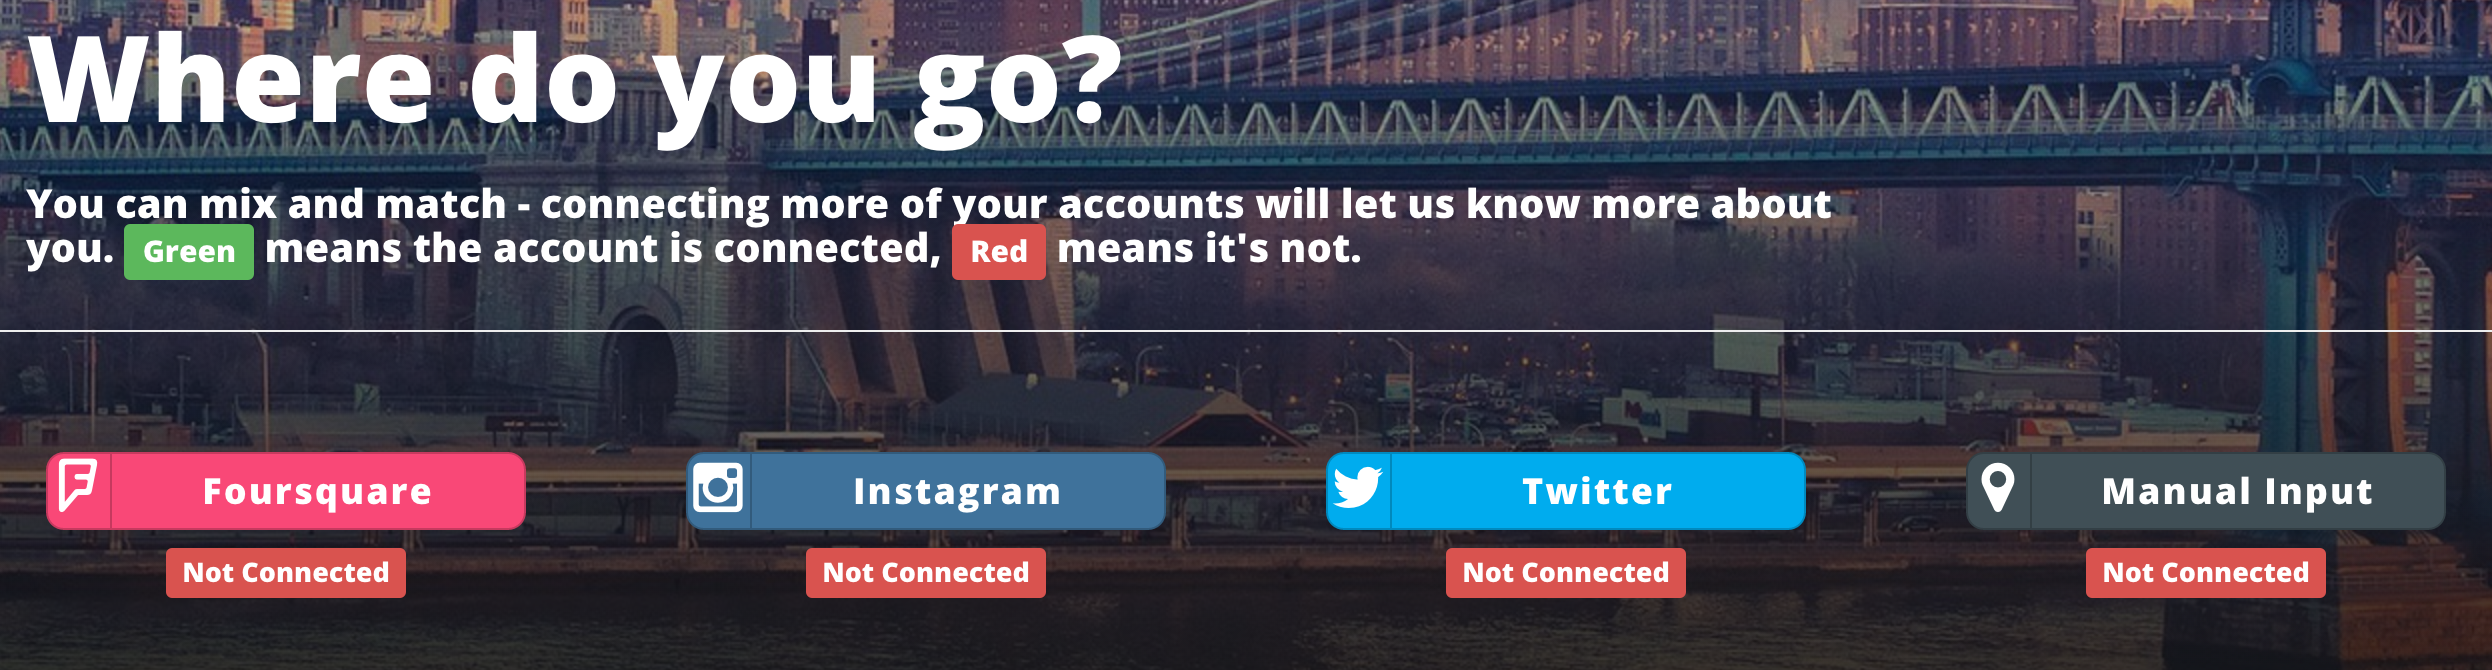 Where do you go?
You can mix and match - connecting more of your accounts will let us know more about
you. Green means the account is connected, Red means it's not.
Foursquare
Instagram
Twitter
Manual Input
Not Connected
Not Connected
Not Connected
Not Connected